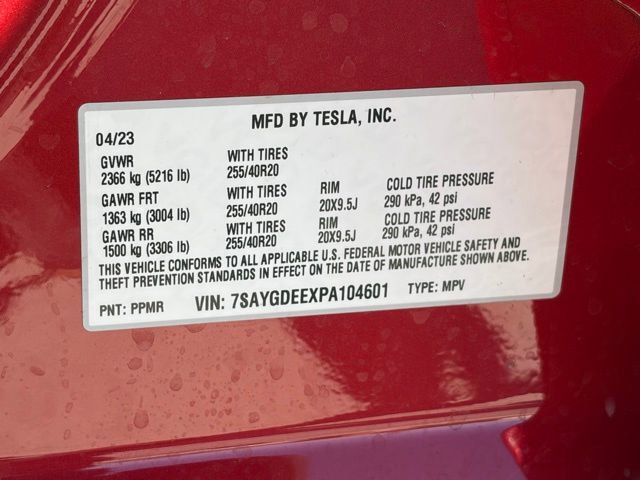 MFD BY TESLA, INC.
04/23
GVWR WITH TIRES
2366 kg (5216 lb) 255/40R20
GAWR FRT WITH TIRES RIM COLD TIRE PRESSURE
1363 kg (3004 lb) 255/40R20 20X9.5J 290 kPa, 42 psi
GAWR RR WITH TIRES RIM COLD TIRE PRESSURE
1500 kg (3306 lb) 255/40R20 20X9.5J 290 kPa, 42 psi
THIS VEHICLE CONFORMS TO ALL APPLICABLE U.S. FEDERAL MOTOR VEHICLE SAFETY AND
THEFT PREVENTION STANDARDS IN EFFECT ON THE DATE OF MANUFACTURE SHOWN ABOVE.
PNT: PPMR VIN: 7SAYGDEEXPA104601 TYPE: MPV